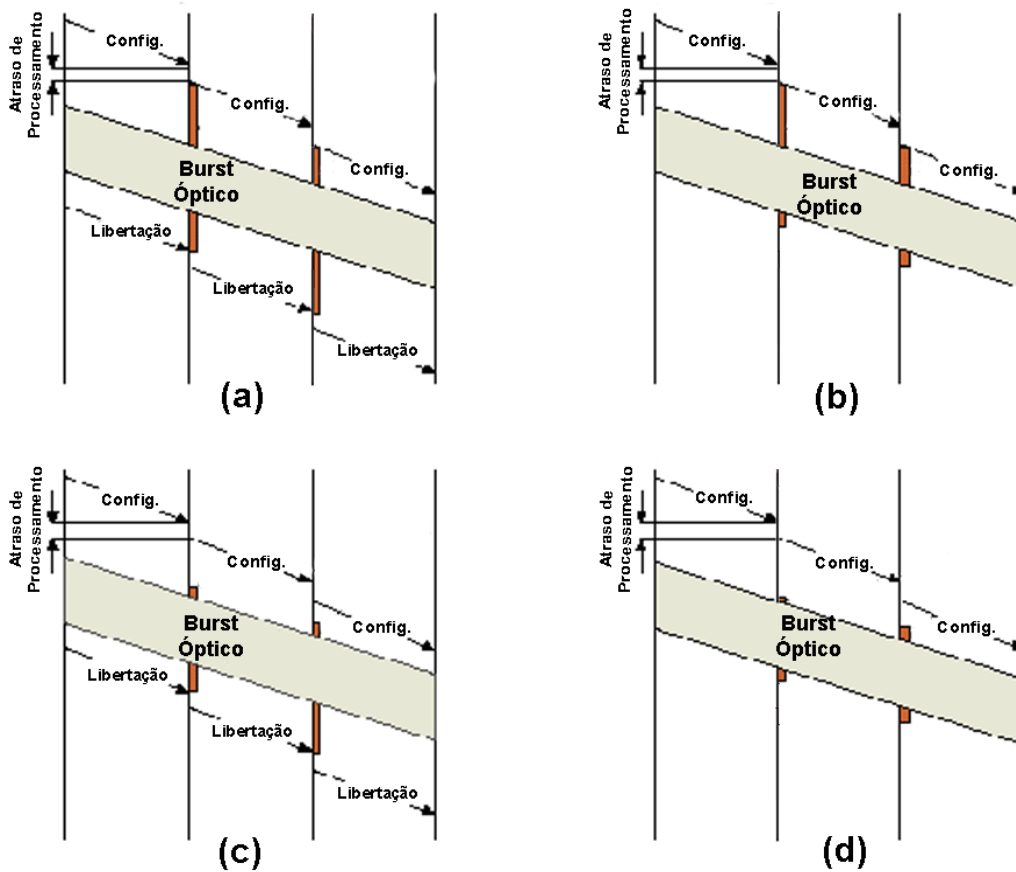 Atraso de
Processamento
Config.
Config.
Config.
Burst
Óptico
Libertação
Libertação
Libertação
(a)
Atraso de
Processamento
Config.
Config.
Config.
Burst
Óptico
(b)
Atraso de
Processamento
Config.
Config.
Config.
Burst
Óptico
Libertação
Libertação
Libertação
(c)
Atraso de
Processamento
Config.
Config.
Config.
Burst
Óptico
(d)